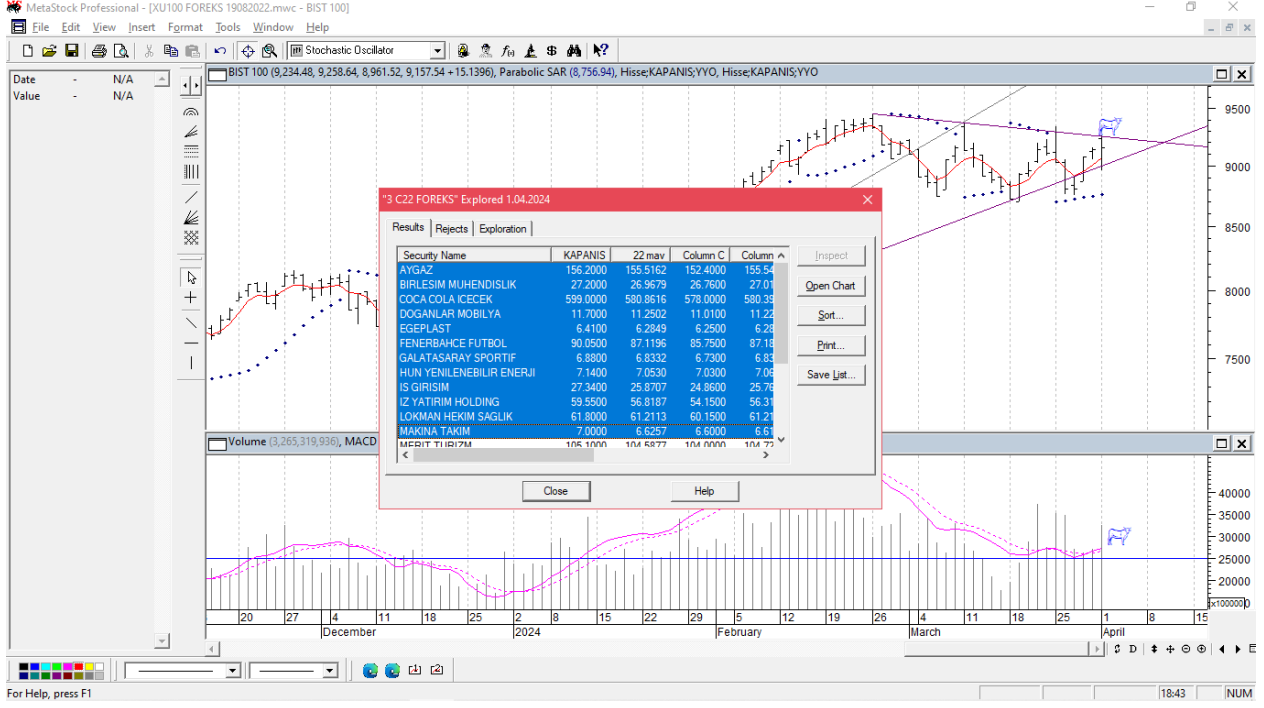 MetaStock Professional - [XU100 FOREKS 19082022.mwc - BIST 100]
File Edit View Insert Format Tools Window Help
Stochastic Oscillator
Date - N/A
Value - N/A
BIST 100 (9,234.48, 9,258.64, 8,961.52, 9,157.54 +15.1396), Parabolic SAR (8,756.94), Hisse;KAPANIS;YYO, Hisse;KAPANIS;YYO
9500
9000
8500
8000
7500
"3 C22 FOREKS" Explored 1.04.2024
Results Rejects Exploration
Security Name KAPANIS 22 mav Column C Column
AYGAZ 156.2000 155.5162 152.4000 155.54
BIRLESIM MUHENDISLIK 27.2000 26.9679 26.7600 27.01
COCA COLA ICECEK 599.0000 580.8616 578.0000 580.39
DOGANLAR MOBILYA 11.7000 11.2502 11.0100 11.22
EGEPLAST 6.4100 6.2849 6.2500 6.28
FENERBAHCE FUTBOL 90.0500 87.1196 85.7500 87.18
GALATASARAY SPORTIF 6.8800 6.8332 6.7300 6.83
HUN YENILENEBILIR ENERJI 7.1400 7.0530 7.0300 7.06
IS GIRISIM 27.3400 25.8707 24.8600 25.76
IZ YATIRIM HOLDING 59.5500 56.8187 54.1500 56.31
LOKMAN HEKIM SAGLIK 61.8000 61.2113 60.1500 61.21
MAKINA TAKIM 7.0000 6.6257 6.6000 6.61
MERIT TURIZM 105.1000 104.5877 104.0000 104.72
Inspect
Open Chart
Sort...
Print...
Save List...
Close Help
Volume (3,265,319,936), MACD
40000
35000
30000
25000
20000
x100000
20 27 4 11 18 25 2 8 15 22 29 5 12 19 26 4 11 18 25 1 8 15
December 2024 February March April
For Help, press F1
18:43 NUM